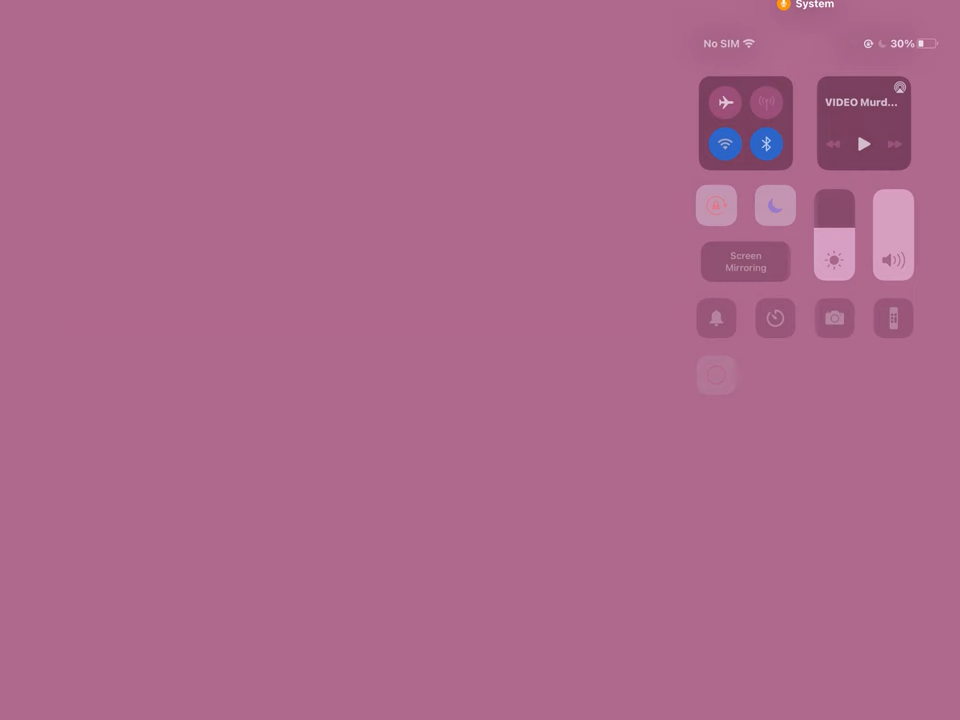 System
No SIM
30%
VIDEO Murd...
Screen
Mirroring